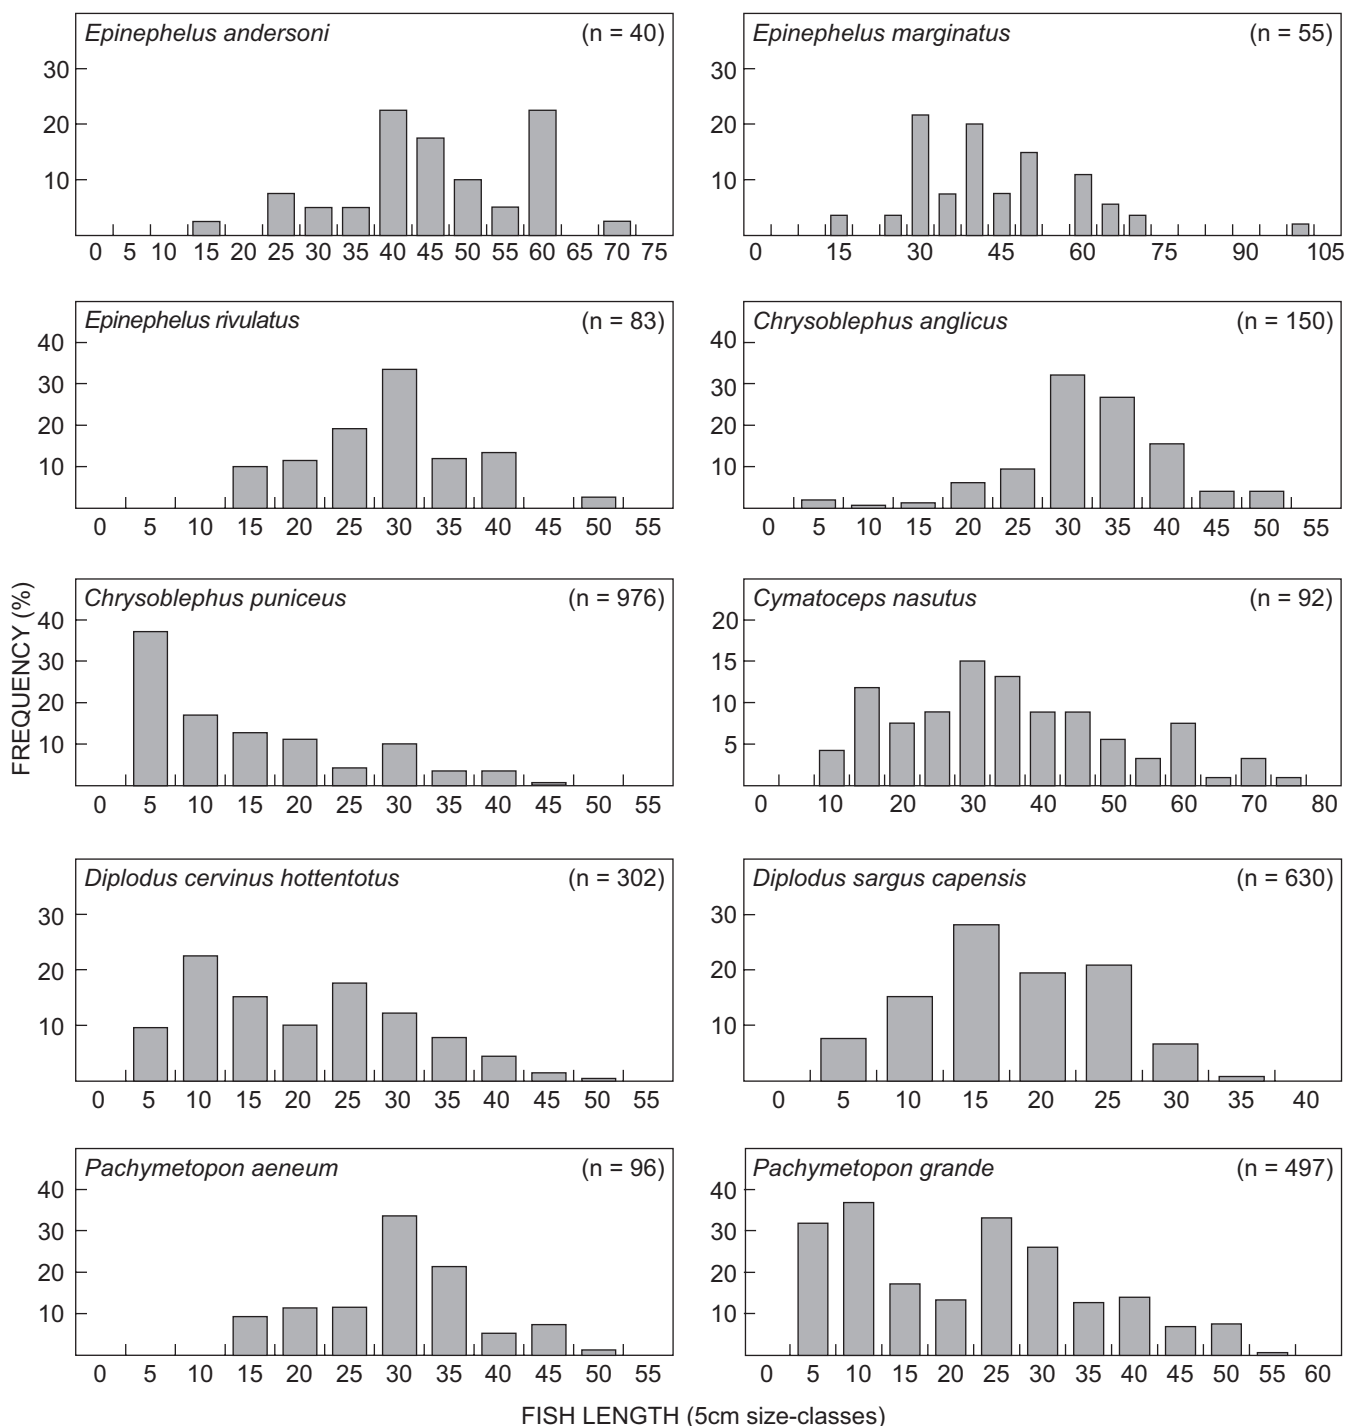 Epinephelus andersoni (n = 40)
30
20
10
0 5 10 15 20 25 30 35 40 45 50 55 60 65 70 75
Epinephelus marginatus (n = 55)
30
20
10
0 15 30 45 60 75 90 105
Epinephelus rivulatus (n = 83)
40
30
20
10
0 5 10 15 20 25 30 35 40 45 50 55
Chrysoblephus anglicus (n = 150)
40
30
20
10
0 5 10 15 20 25 30 35 40 45 50 55
FREQUENCY (%)
Chrysoblephus puniceus (n = 976)
40
30
20
10
0 5 10 15 20 25 30 35 40 45 50 55
Cymatoceps nasutus (n = 92)
20
15
10
5
0 10 20 30 40 50 60 70 80
Diplodus cervinus hottentotus (n = 302)
30
20
10
0 5 10 15 20 25 30 35 40 45 50 55
Diplodus sargus capensis (n = 630)
30
20
10
0 5 10 15 20 25 30 35 40
Pachymetopon aeneum (n = 96)
40
30
20
10
0 5 10 15 20 25 30 35 40 45 50 55
Pachymetopon grande (n = 497)
40
30
20
10
0 5 10 15 20 25 30 35 40 45 50 55 60
FISH LENGTH (5cm size-classes)